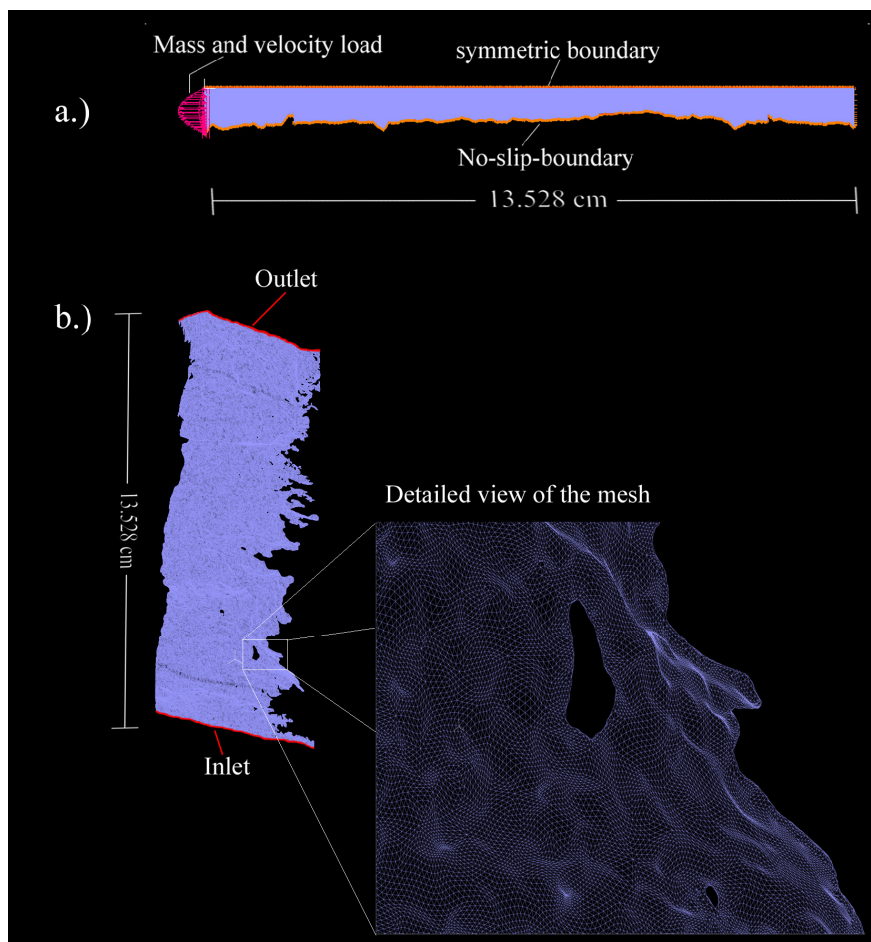 Mass and velocity load
symmetric boundary
a.)
No-slip-boundary
13.528 cm
Outlet
b.)
13.528 cm
Detailed view of the mesh
Inlet